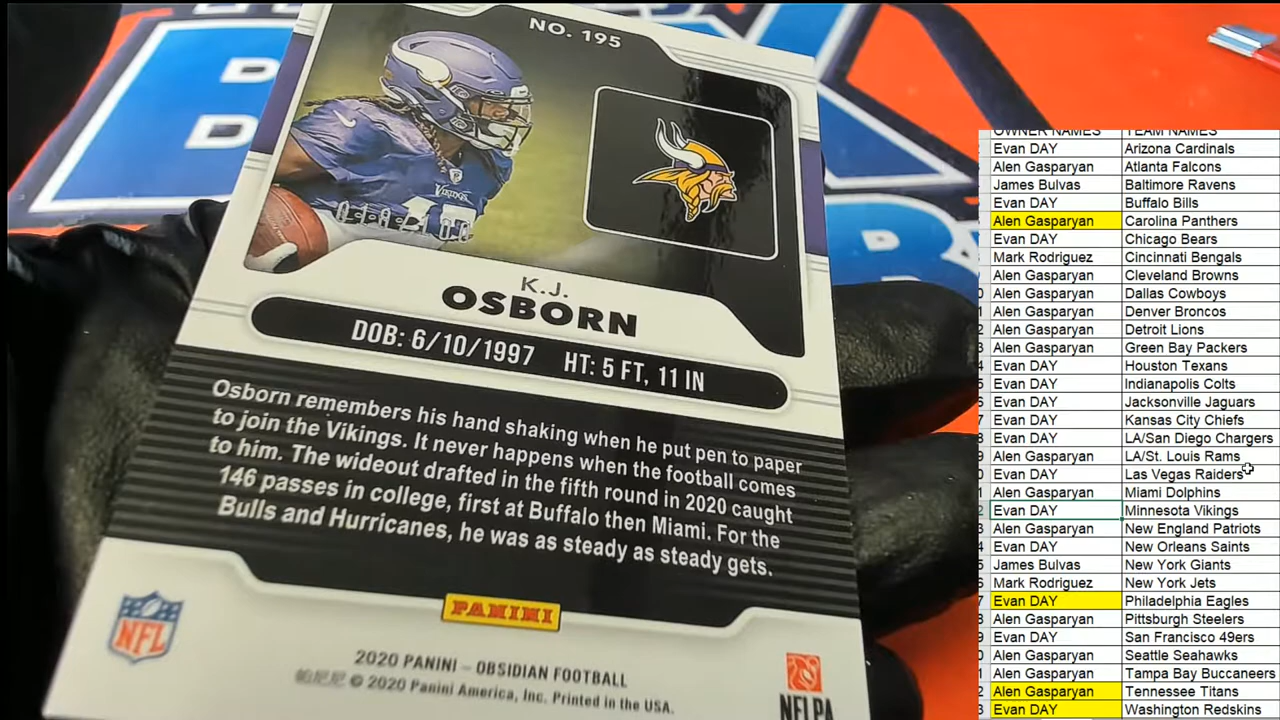 NO. 195
VIKINGS
K.J.
OSBORN
DOB: 6/10/1997 HT: 5 FT, 11 IN
Osborn remembers his hand shaking when he put pen to paper
to join the Vikings. It never happens when the football comes
to him. The wideout drafted in the fifth round in 2020 caught
146 passes in college, first at Buffalo then Miami. For the
Bulls and Hurricanes, he was as steady as steady gets.
PANINI
NFL
2020 PANINI – OBSIDIAN FOOTBALL
帕尼尼 © 2020 Panini America, Inc. Printed in the USA.
NFLPA
OWNER NAMES TEAM NAMES
Evan DAY Arizona Cardinals
Alen Gasparyan Atlanta Falcons
James Bulvas Baltimore Ravens
Evan DAY Buffalo Bills
Alen Gasparyan Carolina Panthers
Evan DAY Chicago Bears
Mark Rodriguez Cincinnati Bengals
Alen Gasparyan Cleveland Browns
Alen Gasparyan Dallas Cowboys
Alen Gasparyan Denver Broncos
Alen Gasparyan Detroit Lions
Alen Gasparyan Green Bay Packers
Evan DAY Houston Texans
Evan DAY Indianapolis Colts
Evan DAY Jacksonville Jaguars
Evan DAY Kansas City Chiefs
Evan DAY LA/San Diego Chargers
Alen Gasparyan LA/St. Louis Rams
Evan DAY Las Vegas Raiders
Alen Gasparyan Miami Dolphins
Evan DAY Minnesota Vikings
Alen Gasparyan New England Patriots
Evan DAY New Orleans Saints
James Bulvas New York Giants
Mark Rodriguez New York Jets
Evan DAY Philadelphia Eagles
Alen Gasparyan Pittsburgh Steelers
Evan DAY San Francisco 49ers
Alen Gasparyan Seattle Seahawks
Alen Gasparyan Tampa Bay Buccaneers
Alen Gasparyan Tennessee Titans
Evan DAY Washington Redskins